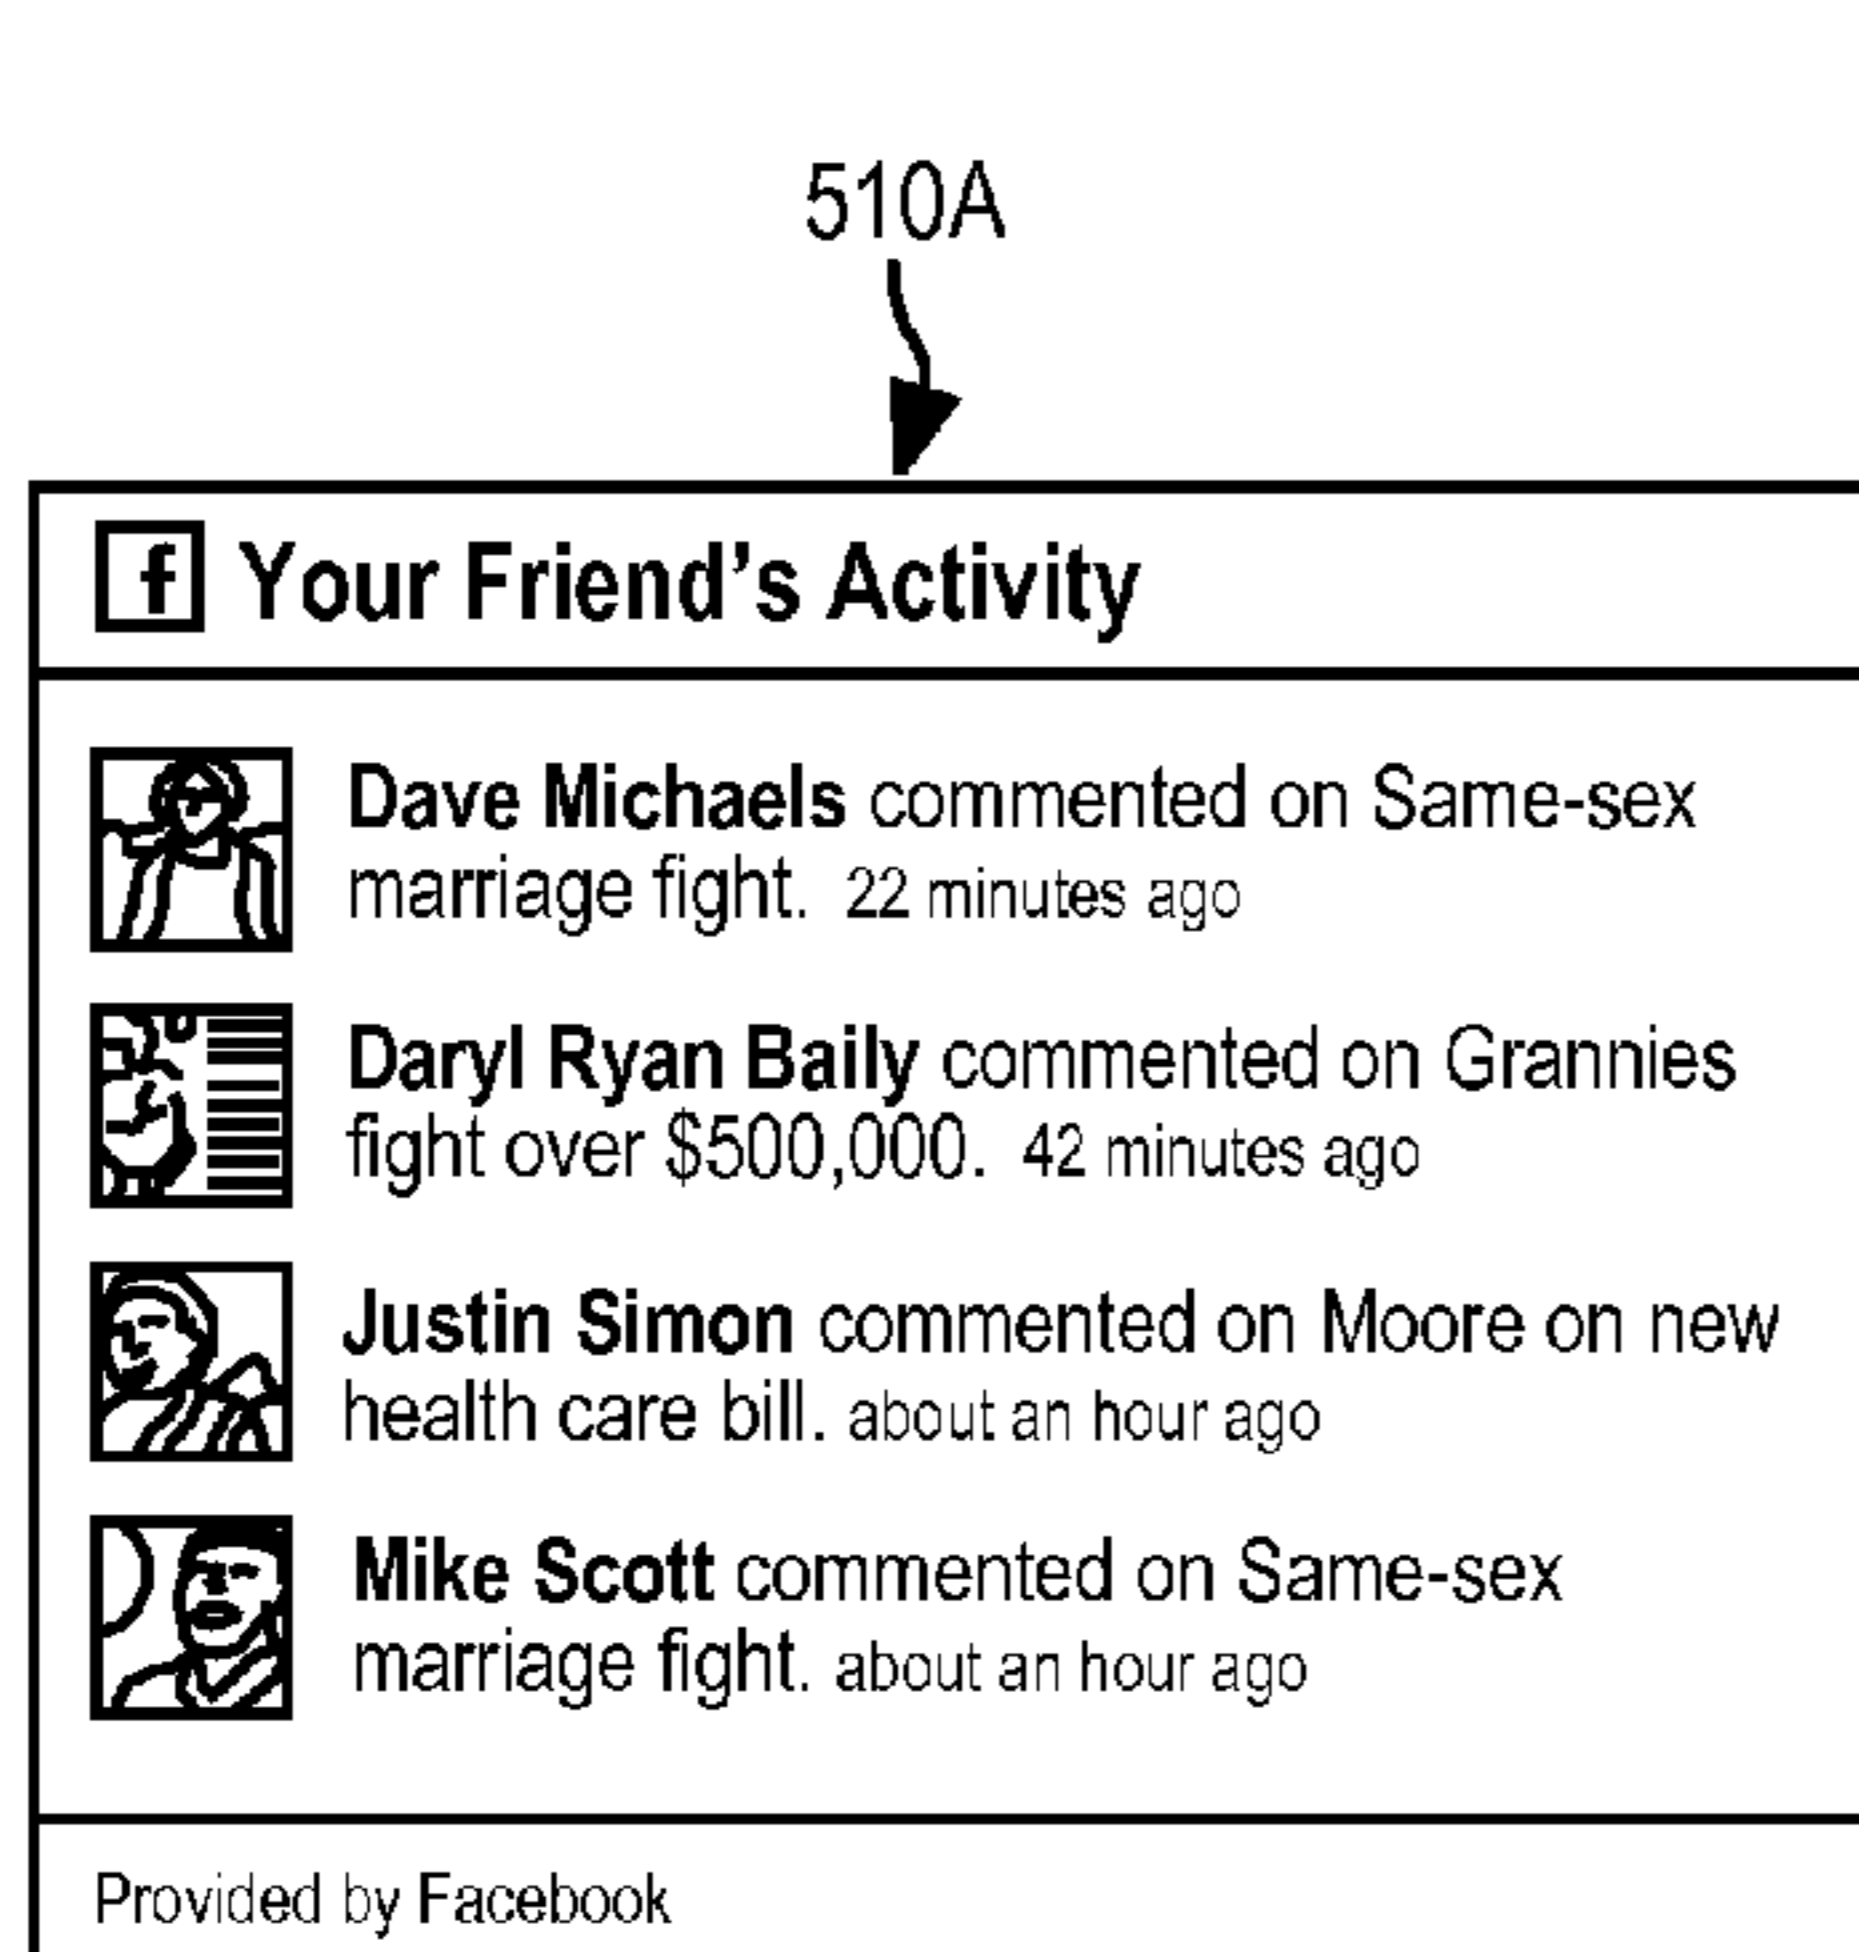 510A
f Your Friend’s Activity
Dave Michaels commented on Same-sex
marriage fight. 22 minutes ago
Daryl Ryan Baily commented on Grannies
fight over $500,000. 42 minutes ago
Justin Simon commented on Moore on new
health care bill. about an hour ago
Mike Scott commented on Same-sex
marriage fight. about an hour ago
Provided by Facebook